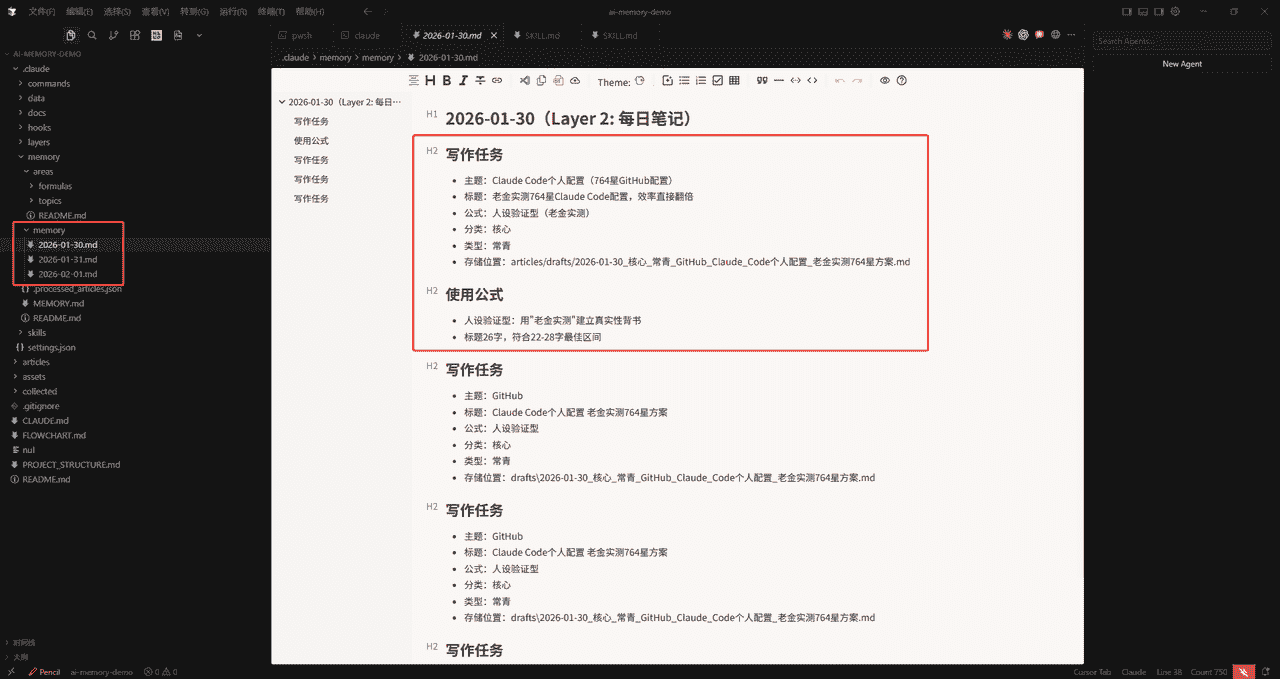 文件(F) 编辑(E) 选择(S) 查看(V) 转到(G) 运行(R) 终端(T) 帮助(H)
ai-memory-demo
pwsh
claude
2026-01-30.md
SKILL.md
SKILL.md
Search Agents...
New Agent
AI-MEMORY-DEMO
.claude
commands
data
docs
hooks
layers
memory
areas
formulas
topics
README.md
memory
2026-01-30.md
2026-01-31.md
2026-02-01.md
.processed_articles.json
MEMORY.md
README.md
skills
settings.json
articles
assets
collected
.gitignore
CLAUDE.md
FLOWCHART.md
nul
PROJECT_STRUCTURE.md
README.md
时间线
大纲
.claude > memory > memory > 2026-01-30.md
Theme:
2026-01-30（Layer 2: 每日···
写作任务
使用公式
写作任务
写作任务
写作任务
H1 2026-01-30（Layer 2: 每日笔记）
H2 写作任务
• 主题：Claude Code个人配置（764星GitHub配置）
• 标题：老金实测764星Claude Code配置，效率直接翻倍
• 公式：人设验证型（老金实测）
• 分类：核心
• 类型：常青
• 存储位置：articles/drafts/2026-01-30_核心_常青_GitHub_Claude_Code个人配置_老金实测764星方案.md
H2 使用公式
• 人设验证型：用"老金实测"建立真实性背书
• 标题26字，符合22-28字最佳区间
H2 写作任务
• 主题：GitHub
• 标题：Claude Code个人配置 老金实测764星方案
• 公式：人设验证型
• 分类：核心
• 类型：常青
• 存储位置：drafts\2026-01-30_核心_常青_GitHub_Claude_Code个人配置_老金实测764星方案.md
H2 写作任务
• 主题：GitHub
• 标题：Claude Code个人配置 老金实测764星方案
• 公式：人设验证型
• 分类：核心
• 类型：常青
• 存储位置：drafts\2026-01-30_核心_常青_GitHub_Claude_Code个人配置_老金实测764星方案.md
H2 写作任务
Pencil ai-memory-demo 0 0
Cursor Tab Claude Line 38 Count 750